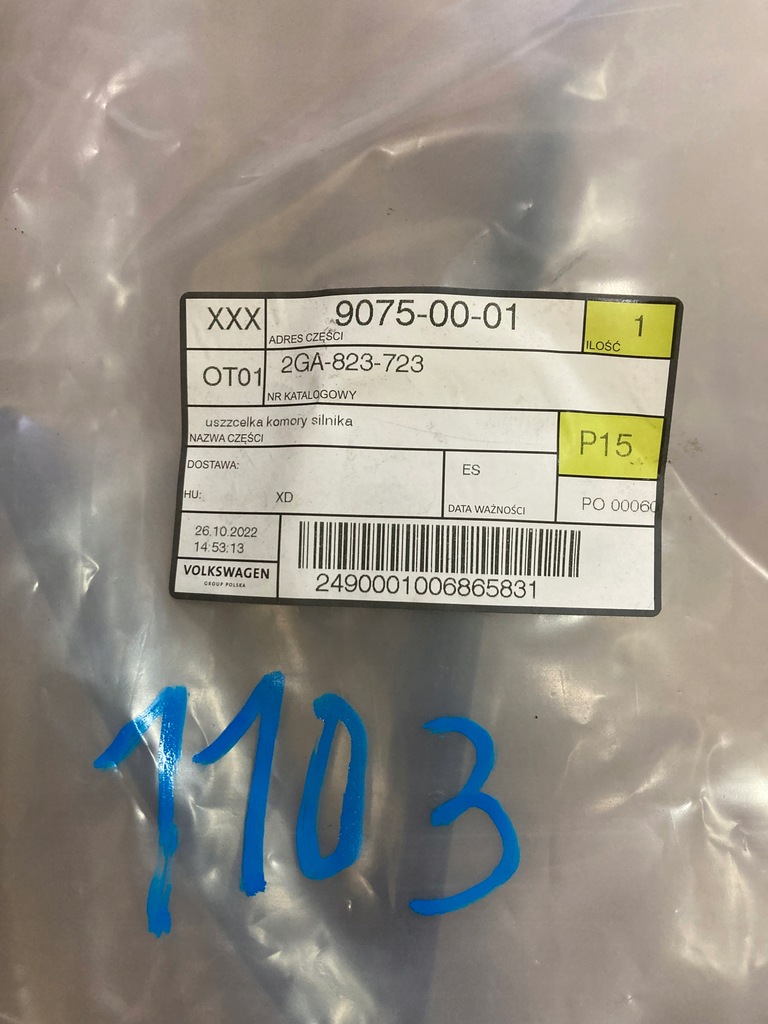 XXX
9075-00-01
ADRES CZĘŚCI
1
ILOŚĆ
OT01
2GA-823-723
NR KATALOGOWY
uszzcelka komory silnika
NAZWA CZĘŚCI
P15
DOSTAWA:
HU:
XD
ES
DATA WAŻNOŚCI
PO 00060
26.10.2022
14:53:13
VOLKSWAGEN
GROUP POLSKA
2490001006865831
1103